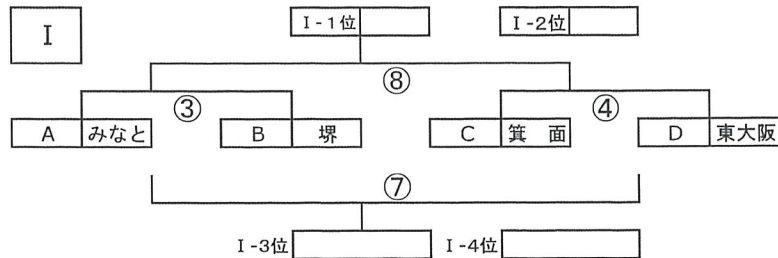 I
I-1位
I-2位
⑧
③
④
A みなと
B 堺
C 箕 面
D 東大阪
⑦
I-3位
I-4位